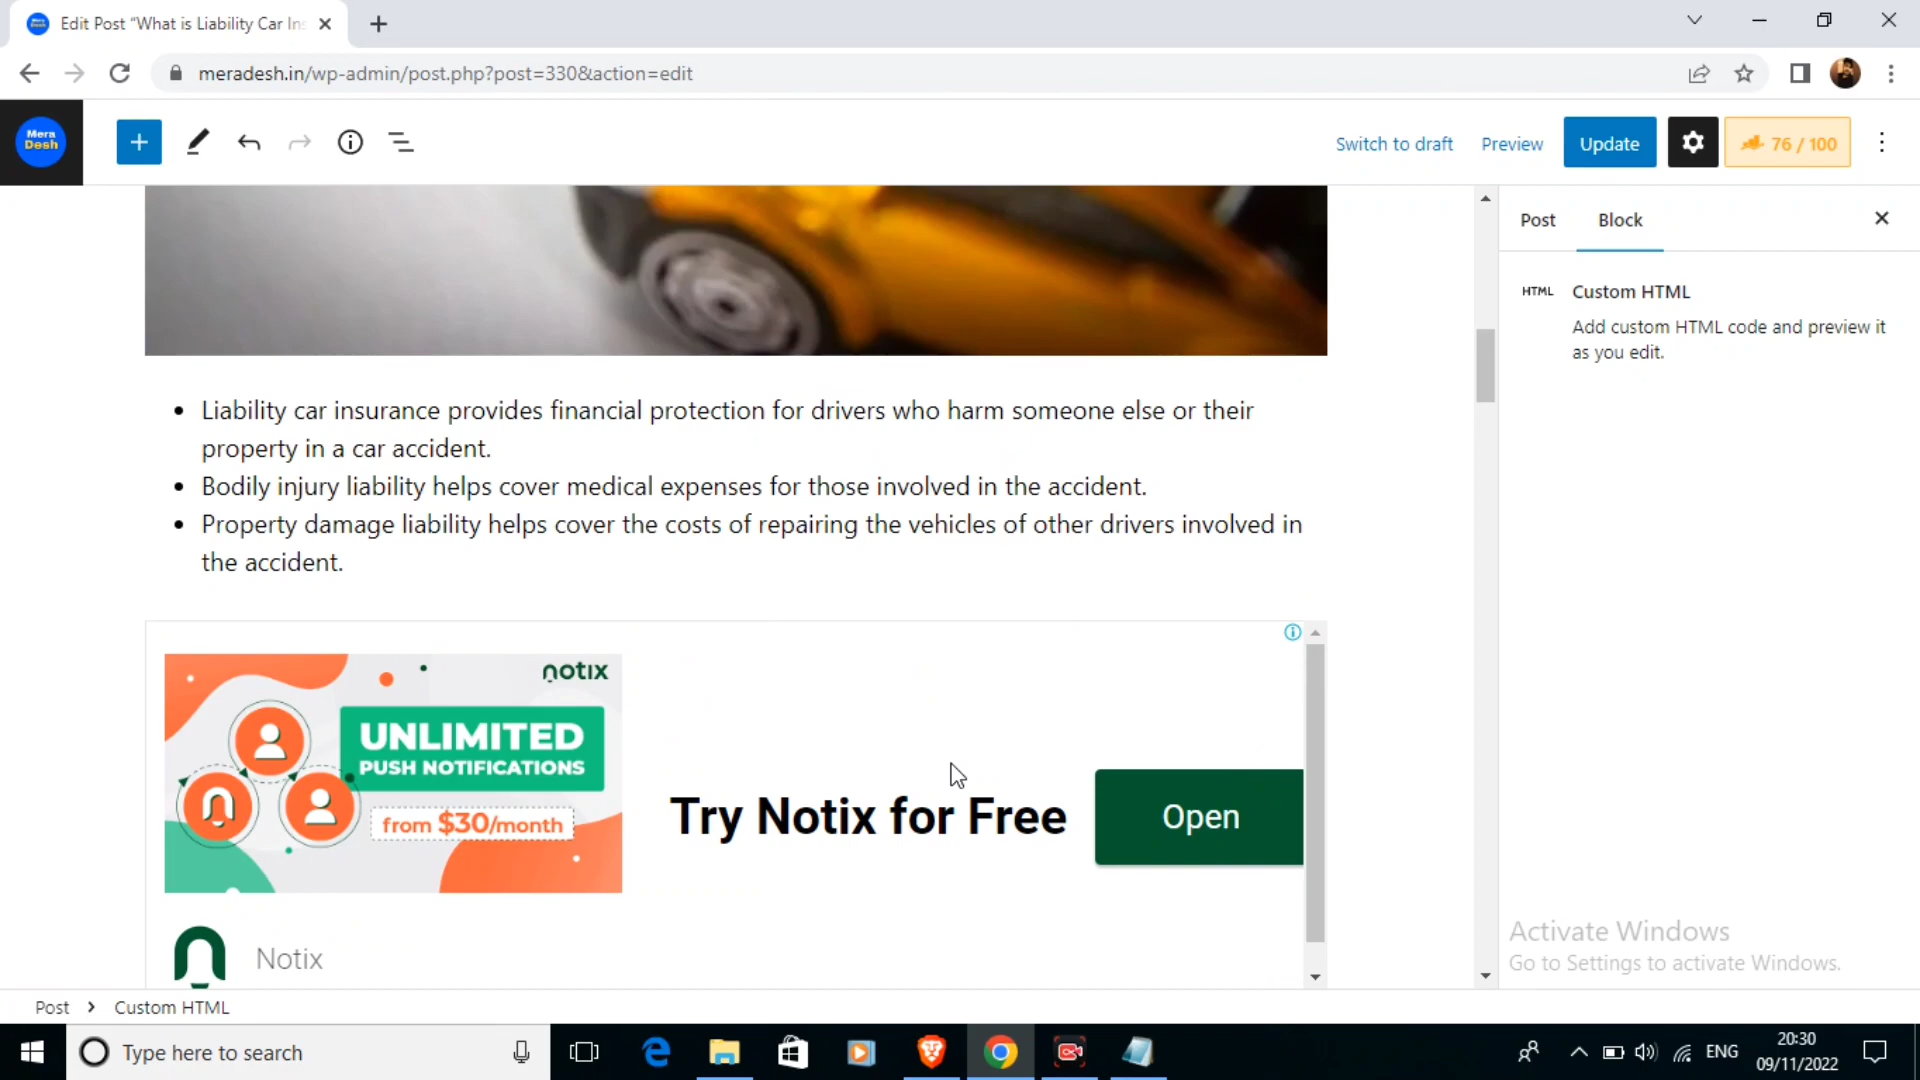 Edit Post “What is Liability Car Ins
meradesh.in/wp-admin/post.php?post=330&action=edit
Mera
Desh
Switch to draft
Preview
Update
76 / 100
Post
Block
HTML
Custom HTML
Add custom HTML code and preview it
as you edit.
Liability car insurance provides financial protection for drivers who harm someone else or their
property in a car accident.
Bodily injury liability helps cover medical expenses for those involved in the accident.
Property damage liability helps cover the costs of repairing the vehicles of other drivers involved in
the accident.
notix
UNLIMITED
PUSH NOTIFICATIONS
from $30/month
Try Notix for Free
Open
Notix
Activate Windows
Go to Settings to activate Windows.
Post
Custom HTML
Type here to search
ENG
20:30
09/11/2022